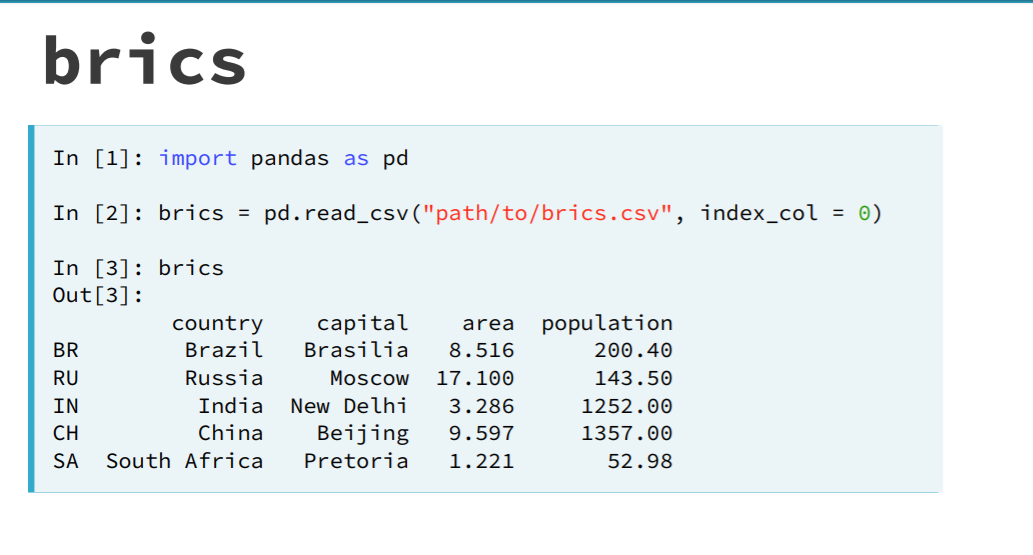 brics
In [1]: import pandas as pd
In [2]: brics = pd.read_csv("path/to/brics.csv", index_col = 0)
In [3]: brics
Out[3]:
country capital area population
BR Brazil Brasilia 8.516 200.40
RU Russia Moscow 17.100 143.50
IN India New Delhi 3.286 1252.00
CH China Beijing 9.597 1357.00
SA South Africa Pretoria 1.221 52.98